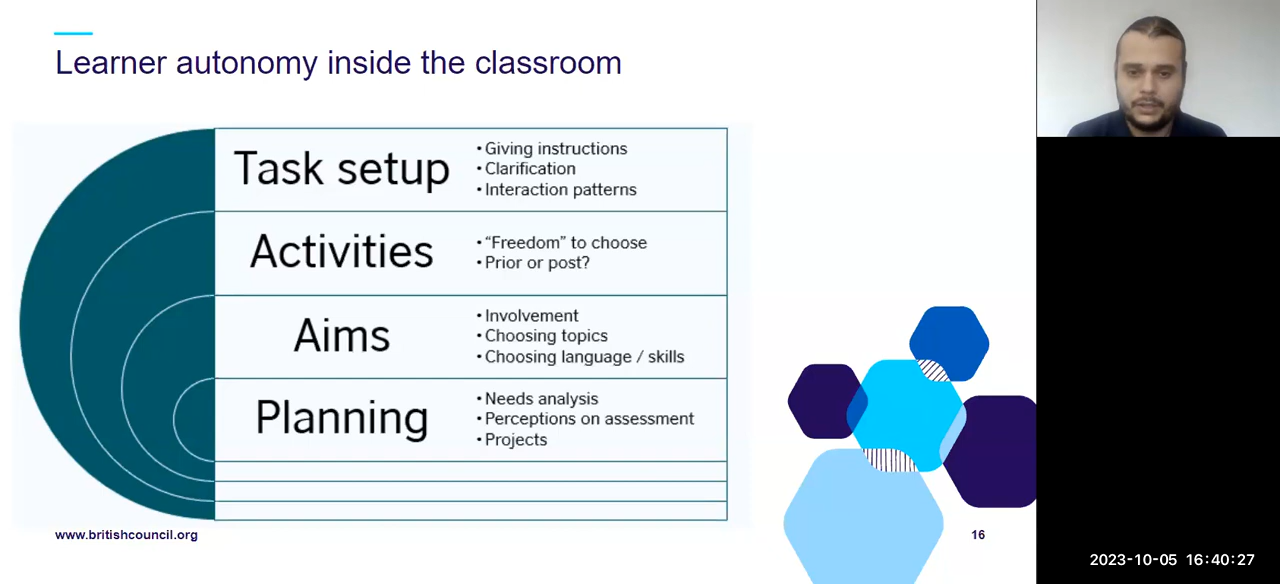 Learner autonomy inside the classroom
Task setup
• Giving instructions
• Clarification
• Interaction patterns
Activities
• “Freedom” to choose
• Prior or post?
Aims
• Involvement
• Choosing topics
• Choosing language / skills
Planning
• Needs analysis
• Perceptions on assessment
• Projects
www.britishcouncil.org
16
2023-10-05 16:40:27